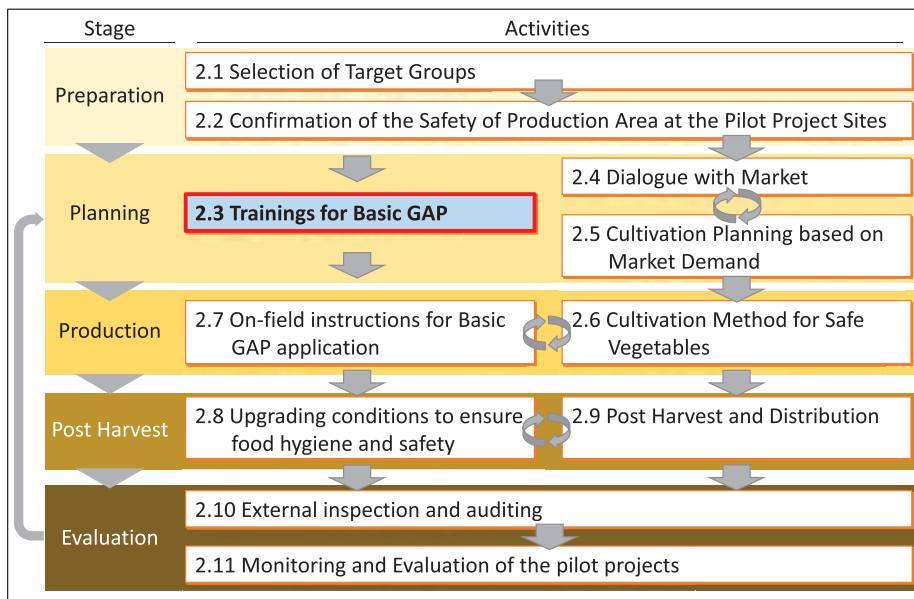 Stage
Activities
Preparation
2.1 Selection of Target Groups
2.2 Confirmation of the Safety of Production Area at the Pilot Project Sites
Planning
2.3 Trainings for Basic GAP
2.4 Dialogue with Market
2.5 Cultivation Planning based on
Market Demand
Production
2.7 On-field instructions for Basic
GAP application
2.6 Cultivation Method for Safe
Vegetables
Post Harvest
2.8 Upgrading conditions to ensure
food hygiene and safety
2.9 Post Harvest and Distribution
Evaluation
2.10 External inspection and auditing
2.11 Monitoring and Evaluation of the pilot projects